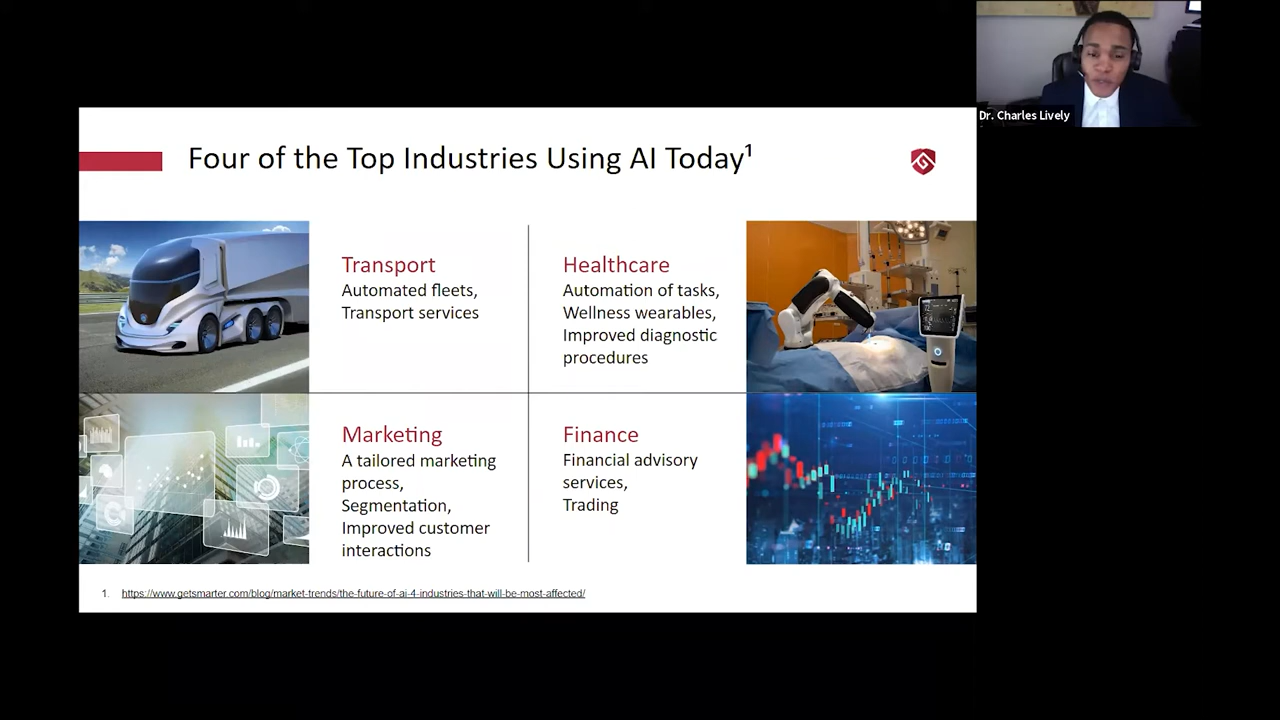 Dr. Charles Lively
Four of the Top Industries Using AI Today¹
Transport
Automated fleets,
Transport services
Healthcare
Automation of tasks,
Wellness wearables,
Improved diagnostic
procedures
Marketing
A tailored marketing
process,
Segmentation,
Improved customer
interactions
Finance
Financial advisory
services,
Trading
1. https://www.getsmarter.com/blog/market-trends/the-future-of-ai-4-industries-that-will-be-most-affected/